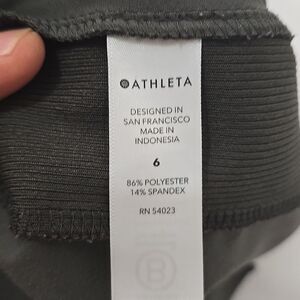 ATHLETA
DESIGNED IN
SAN FRANCISCO
MADE IN
INDONESIA
6
86% POLYESTER
14% SPANDEX
RN 54023
B